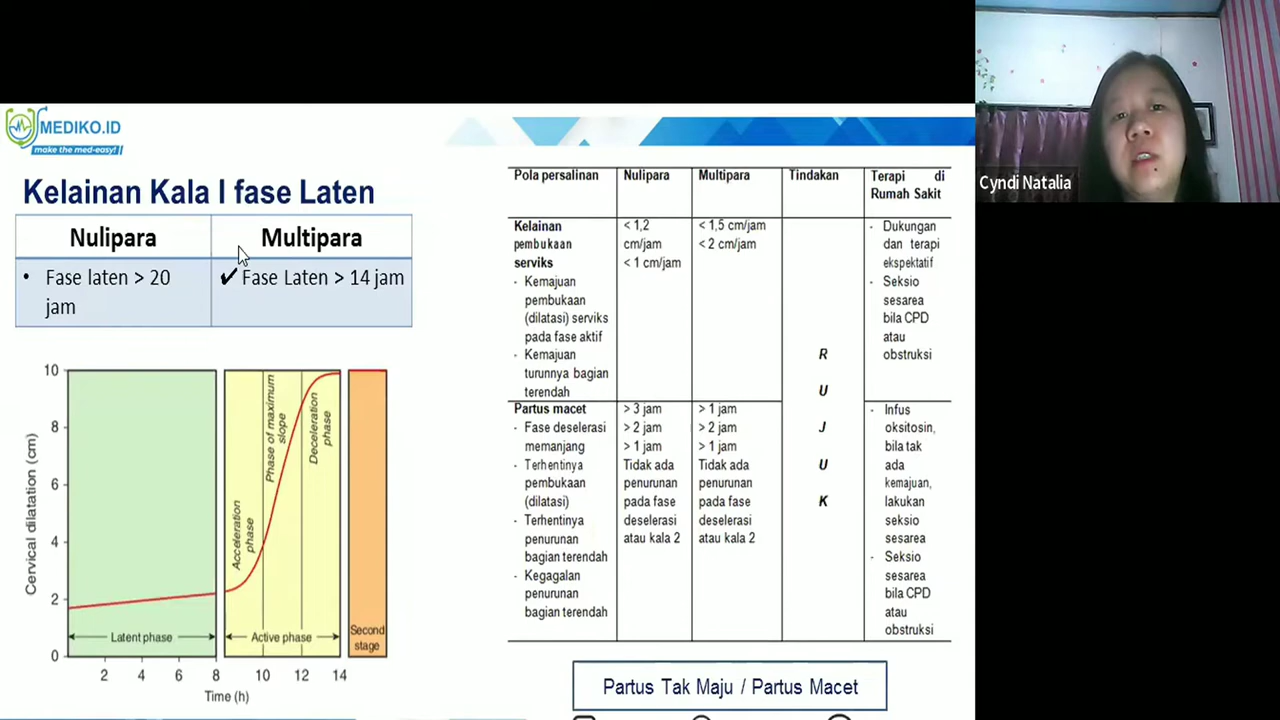 MEDIKO.ID
make the med-easy!
Kelainan Kala I fase Laten
Nulipara
Multipara
• Fase laten > 20
jam
✔ Fase Laten > 14 jam
Cervical dilatation (cm)
10
8
6
4
2
0
Acceleration
phase
Phase of maximum
slope
Deceleration
phase
Latent phase
Active phase
Second
stage
2 4 6 8 10 12 14
Time (h)
Pola persalinan
Nulipara
Multipara
Tindakan
Terapi di
Rumah Sakit
Kelainan
pembukaan
serviks
- Kemajuan
pembukaan
(dilatasi) serviks
pada fase aktif
- Kemajuan
turunnya bagian
terendah
< 1,2
cm/jam
< 1 cm/jam
< 1,5 cm/jam
< 2 cm/jam
- Dukungan
dan terapi
ekspektatif
- Seksio
sesarea
bila CPD
atau
obstruksi
R
U
J
U
K
Partus macet
- Fase deselerasi
memanjang
- Terhentinya
pembukaan
(dilatasi)
- Terhentinya
penurunan
bagian terendah
- Kegagalan
penurunan
bagian terendah
> 3 jam
> 2 jam
> 1 jam
Tidak ada
penurunan
pada fase
deselerasi
atau kala 2
> 1 jam
> 2 jam
> 1 jam
Tidak ada
penurunan
pada fase
deselerasi
atau kala 2
- Infus
oksitosin,
bila tak
ada
kemajuan,
lakukan
seksio
sesarea
- Seksio
sesarea
bila CPD
atau
obstruksi
Partus Tak Maju / Partus Macet
Cyndi Natalia